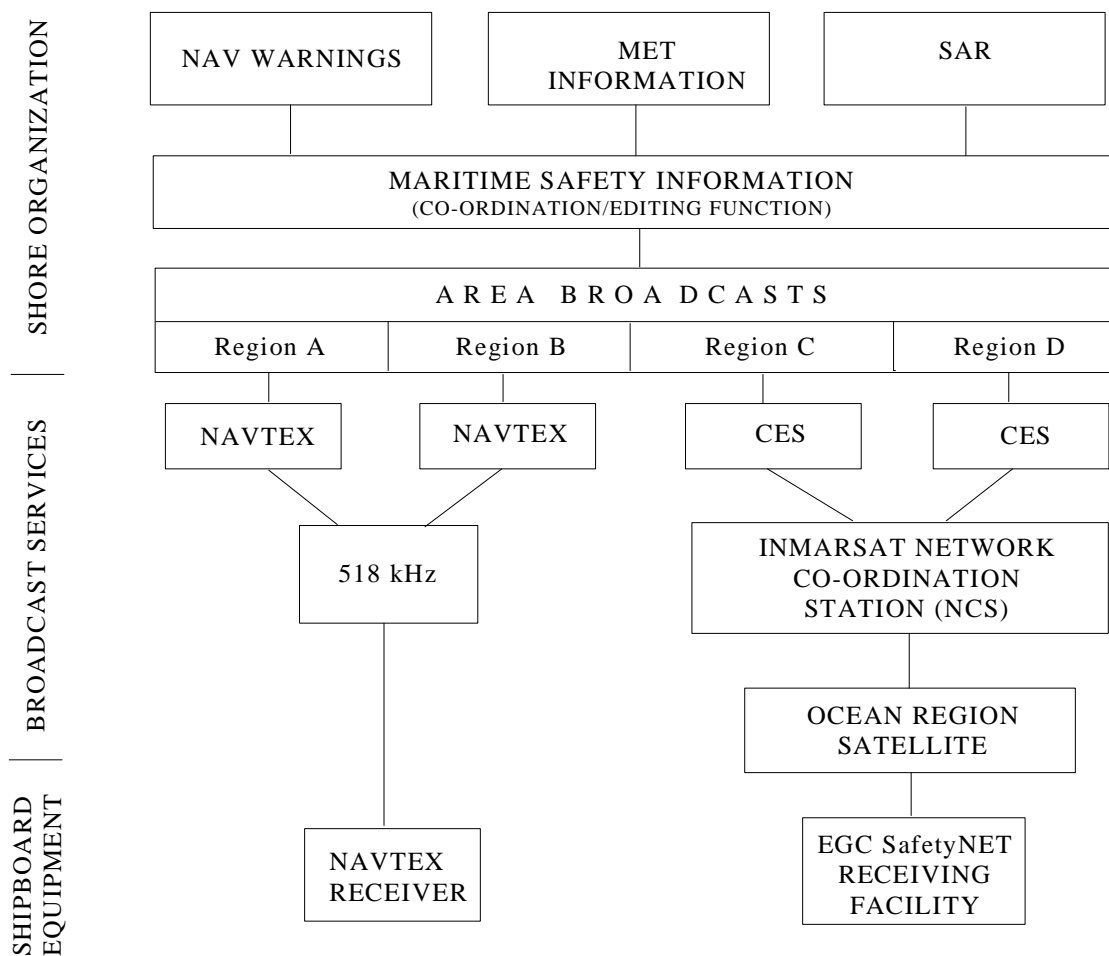 SHORE ORGANIZATION
NAV WARNINGS
MET
INFORMATION
SAR
MARITIME SAFETY INFORMATION
(CO-ORDINATION/EDITING FUNCTION)
AREA BROADCASTS
Region A
Region B
Region C
Region D
BROADCAST SERVICES
NAVTEX
NAVTEX
CES
CES
518 kHz
INMARSAT NETWORK
CO-ORDINATION
STATION (NCS)
OCEAN REGION
SATELLITE
SHIPBOARD
EQUIPMENT
NAVTEX
RECEIVER
EGC SafetyNET
RECEIVING
FACILITY